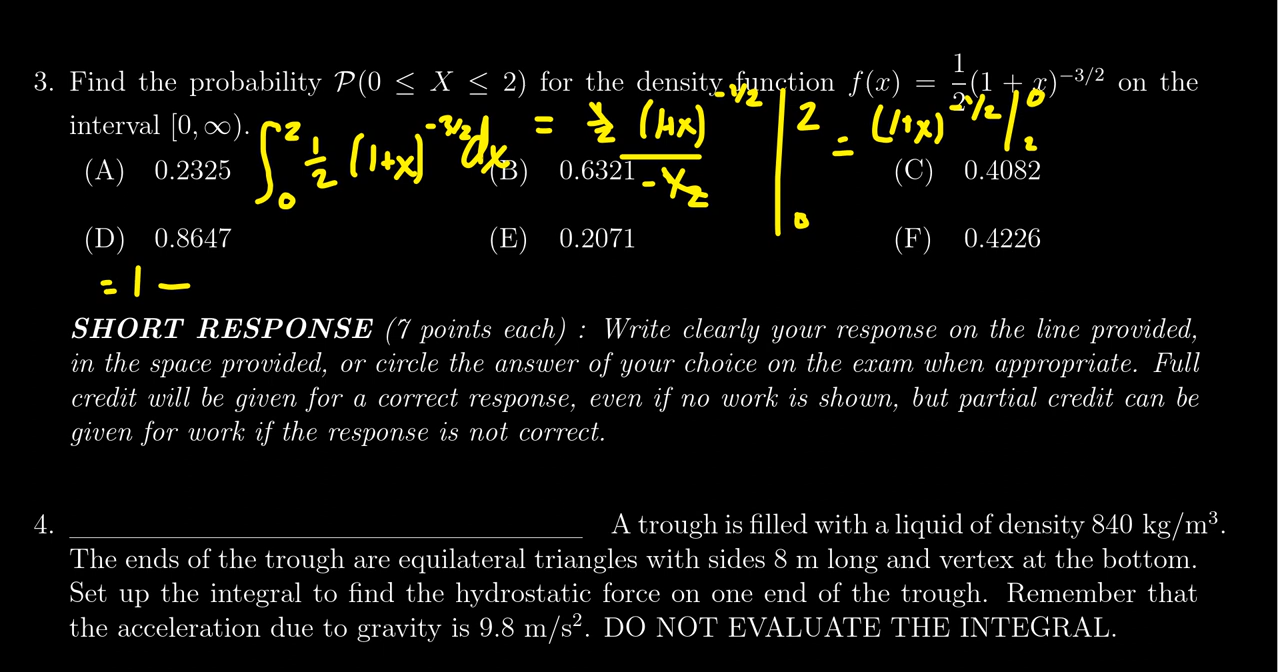 3. Find the probability P(0 ≤ X ≤ 2) for the density function f(x) = 1/2(1 + x)^{−3/2} on the
interval [0, ∞).
∫_0^2 1/2 (1+x)^{-3/2} dx = 1/2 (1+x)^{-1/2} / -1/2 |_0^2 = (1+x)^{-1/2} |_2^0
(A) 0.2325 (B) 0.6321 (C) 0.4082
(D) 0.8647 (E) 0.2071 (F) 0.4226
= 1 −
SHORT RESPONSE (7 points each) : Write clearly your response on the line provided,
in the space provided, or circle the answer of your choice on the exam when appropriate. Full
credit will be given for a correct response, even if no work is shown, but partial credit can be
given for work if the response is not correct.
4. A trough is filled with a liquid of density 840 kg/m³.
The ends of the trough are equilateral triangles with sides 8 m long and vertex at the bottom.
Set up the integral to find the hydrostatic force on one end of the trough. Remember that
the acceleration due to gravity is 9.8 m/s². DO NOT EVALUATE THE INTEGRAL.